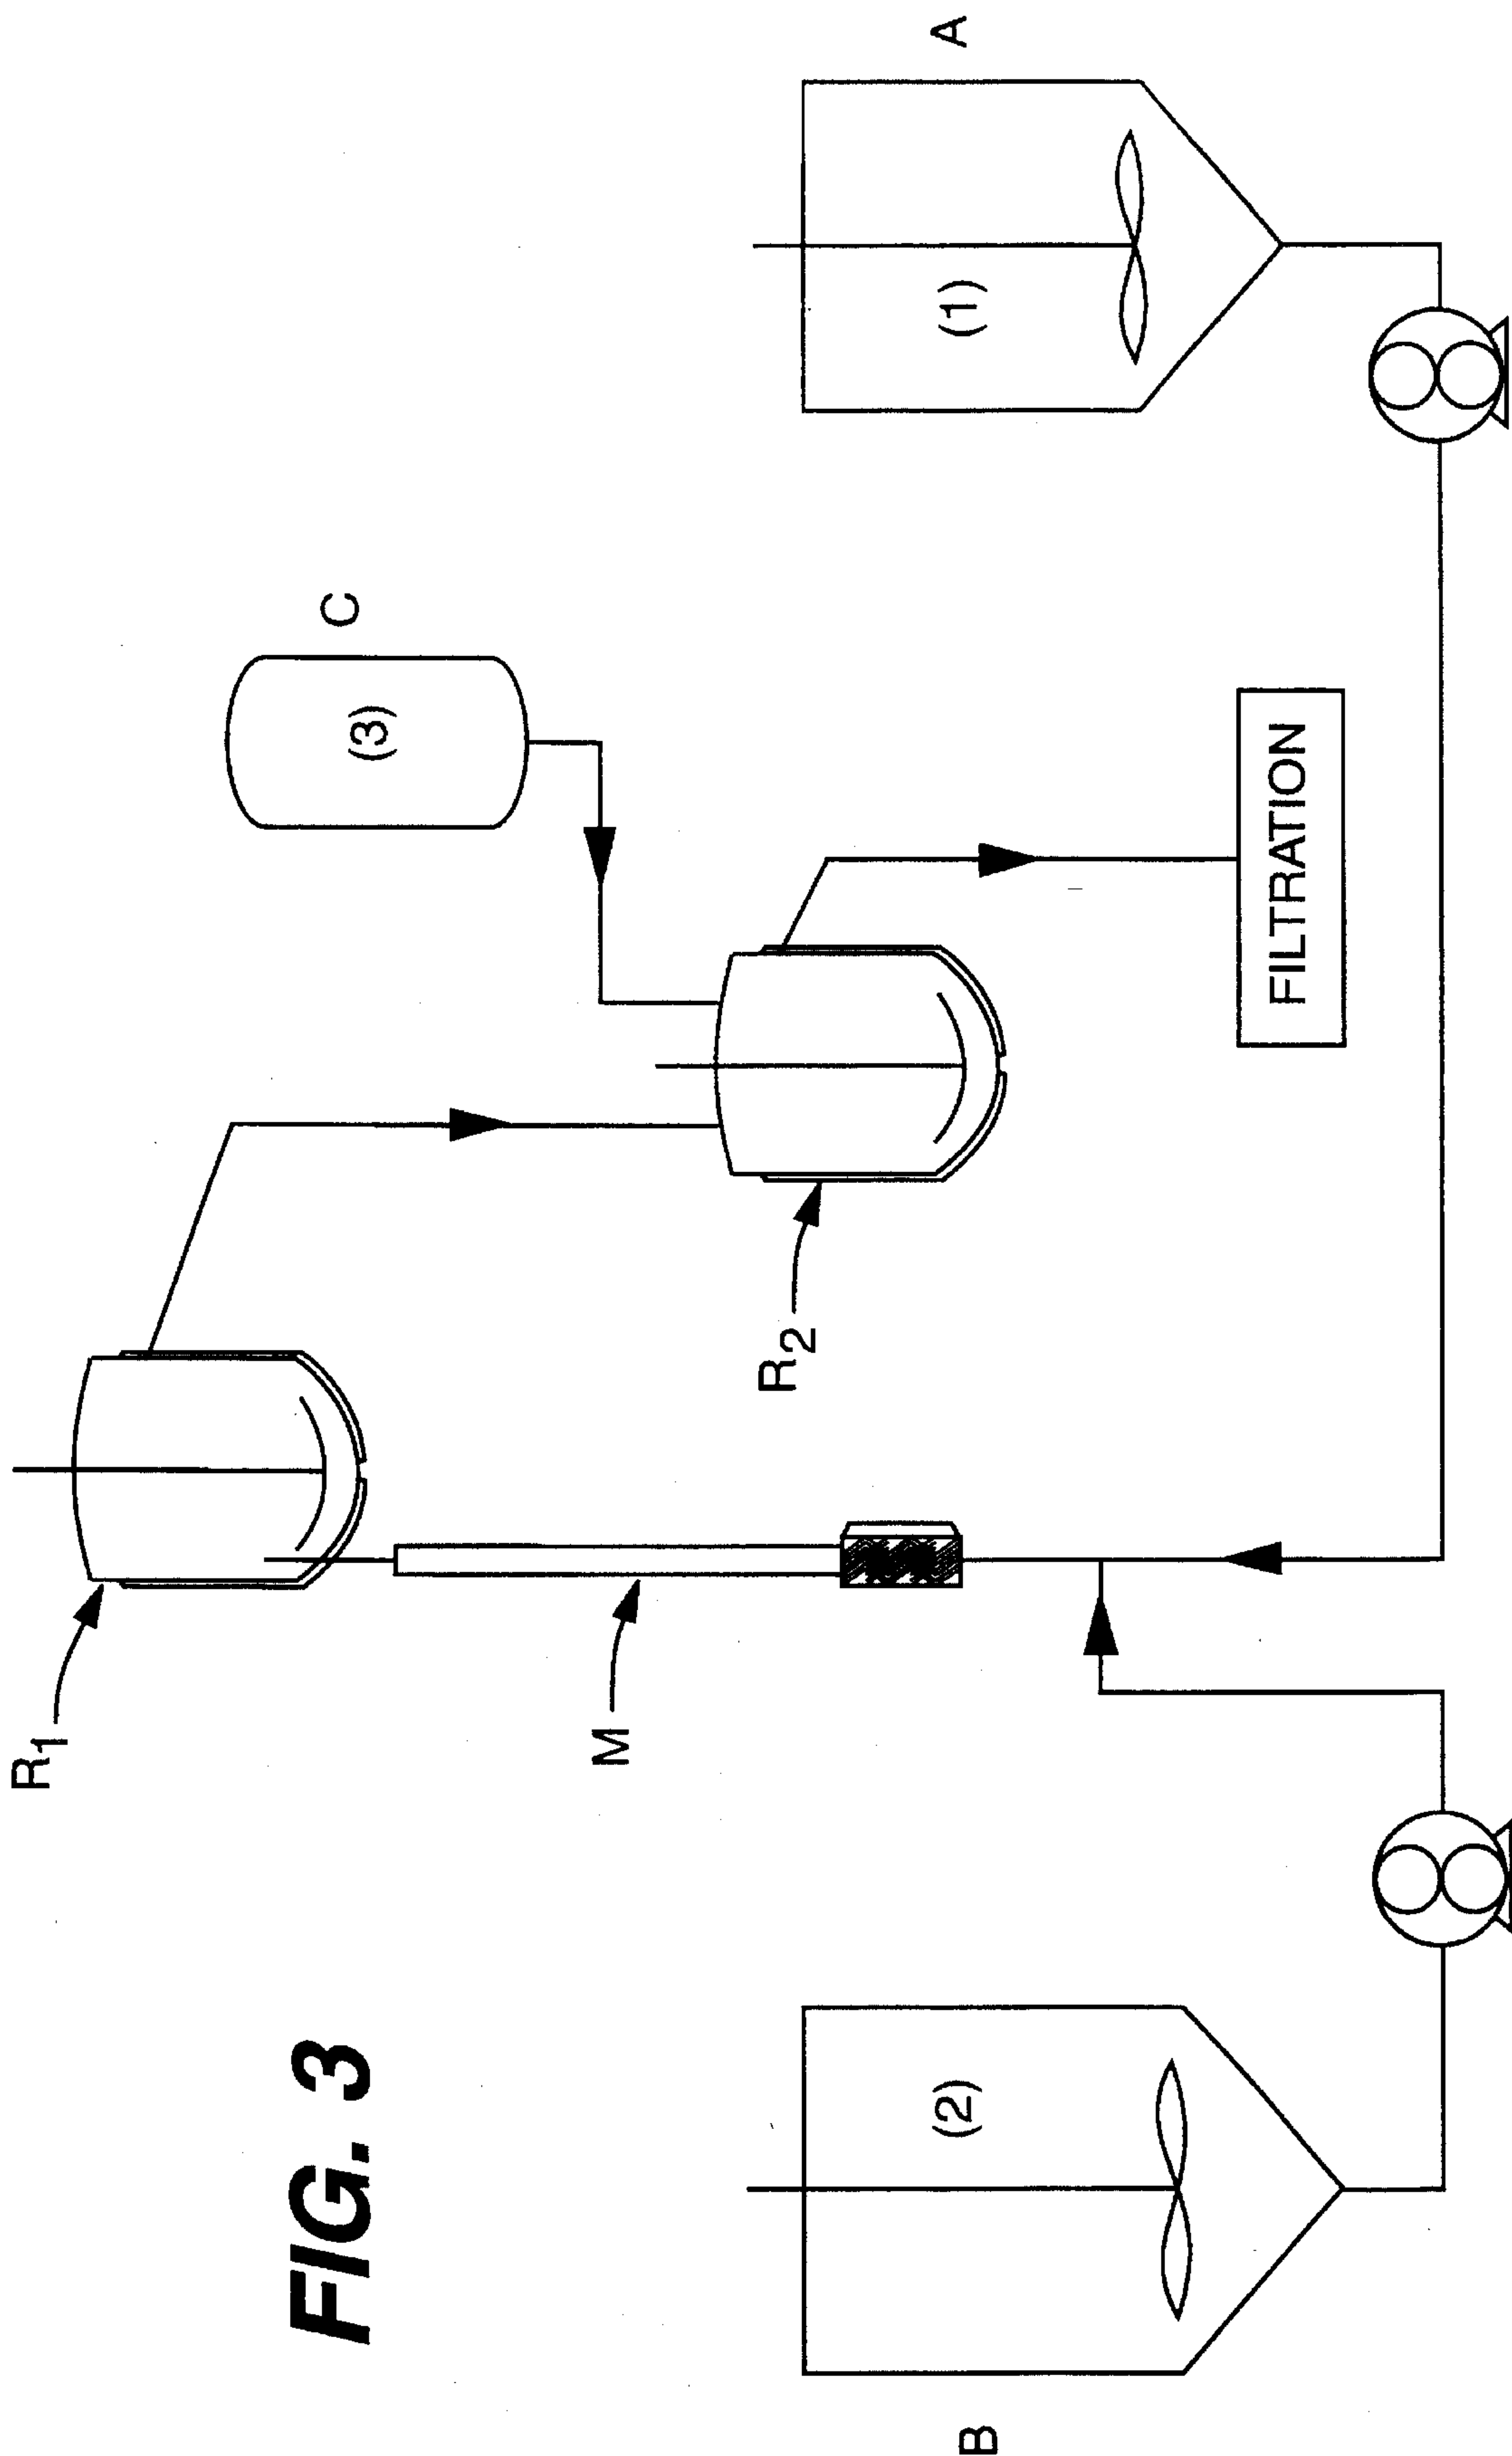 FIG. 3
R1
C
(3)
M
R2
A
(1)
B
(2)
FILTRATION